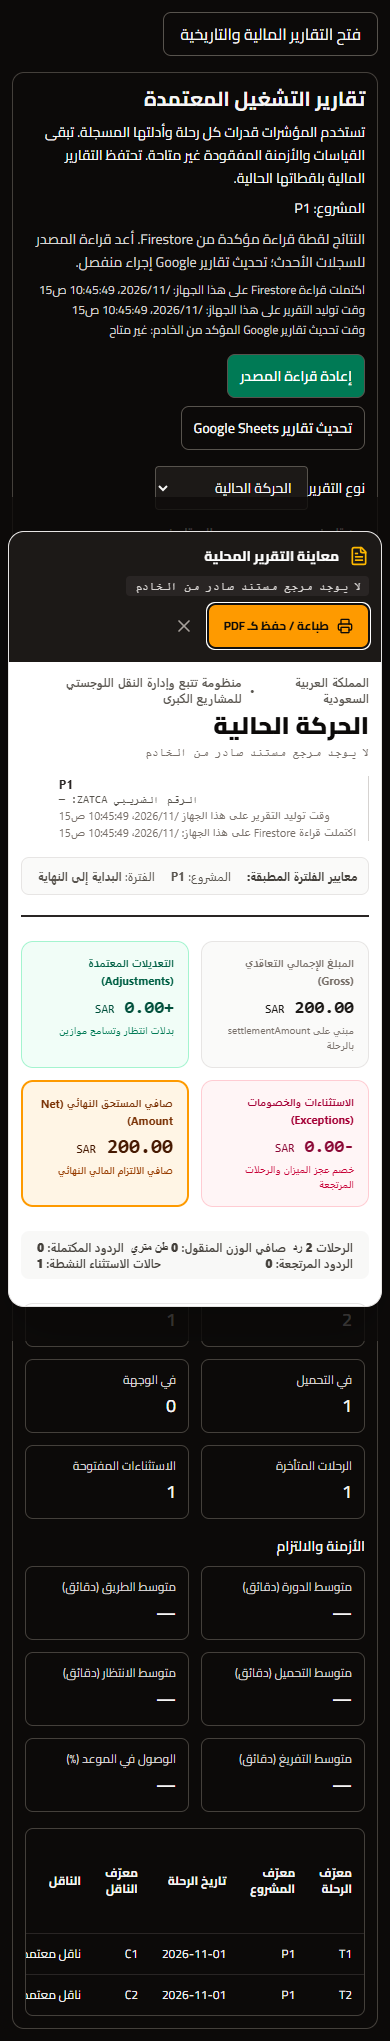 فتح التقارير المالية والتاريخية
تقارير التشغيل المعتمدة
تستخدم المؤشرات قدرات كل رحلة وأدلتها المسجلة. تبقى
القياسات والأزمنة المفقودة غير متاحة. تحتفظ التقارير
المالية بلقطاتها الحالية.
المشروع: P1
النتائج لقطة قراءة مؤكدة من Firestore. أعد قراءة المصدر
للسجلات الأحدث؛ تحديث تقارير Google إجراء منفصل.
اكتملت قراءة Firestore على هذا الجهاز: 11/‏/2026، 10:45:49 ص15
وقت توليد التقرير على هذا الجهاز: 11/‏/2026، 10:45:49 ص15
وقت تحديث تقارير Google المؤكد من الخادم: غير متاح
إعادة قراءة المصدر
تحديث تقارير Google Sheets
نوع التقرير الحركة الحالية
معاينة التقرير المحلية
لا يوجد مرجع مستند صادر من الخادم
طباعة / حفظ كـ PDF
المملكة العربية السعودية • منظومة تتبع وإدارة النقل اللوجستي للمشاريع الكبرى
الحركة الحالية
لا يوجد مرجع مستند صادر من الخادم
P1
الرقم الضريبي ZATCA: —
وقت توليد التقرير على هذا الجهاز: 11/‏/2026، 10:45:49 ص15
اكتملت قراءة Firestore على هذا الجهاز: 11/‏/2026، 10:45:49 ص15
معايير الفلترة المطبقة: المشروع: P1 الفترة: البداية إلى النهاية
المبلغ الإجمالي التعاقدي (Gross)
200.00 SAR
مبني على settlementAmount بالرحلة
التعديلات المعتمدة (Adjustments)
+0.00 SAR
بدلات انتظار وتسامح موازين
الاستثناءات والخصومات (Exceptions)
-0.00 SAR
خصم عجز الميزان والرحلات المرتجعة
صافي المستحق النهائي (Net Amount)
200.00 SAR
صافي الالتزام المالي النهائي
الرحلات 2 رد صافي الوزن المنقول: 0 طن متري الردود المكتملة: 0
الردود المرتجعة: 0 حالات الاستثناء النشطة: 1
2 1
في التحميل
1
في الوجهة
0
الرحلات المتأخرة
1
الاستثناءات المفتوحة
1
الأزمنة والالتزام
متوسط الدورة (دقائق)
—
متوسط الطريق (دقائق)
—
متوسط التحميل (دقائق)
—
متوسط الانتظار (دقائق)
—
متوسط التفريغ (دقائق)
—
الوصول في الموعد (%)
—
معرّف الرحلة معرّف المشروع تاريخ الرحلة معرّف الناقل الناقل
T1 P1 2026-11-01 C1 ناقل معتمد
T2 P1 2026-11-01 C2 ناقل معتمد